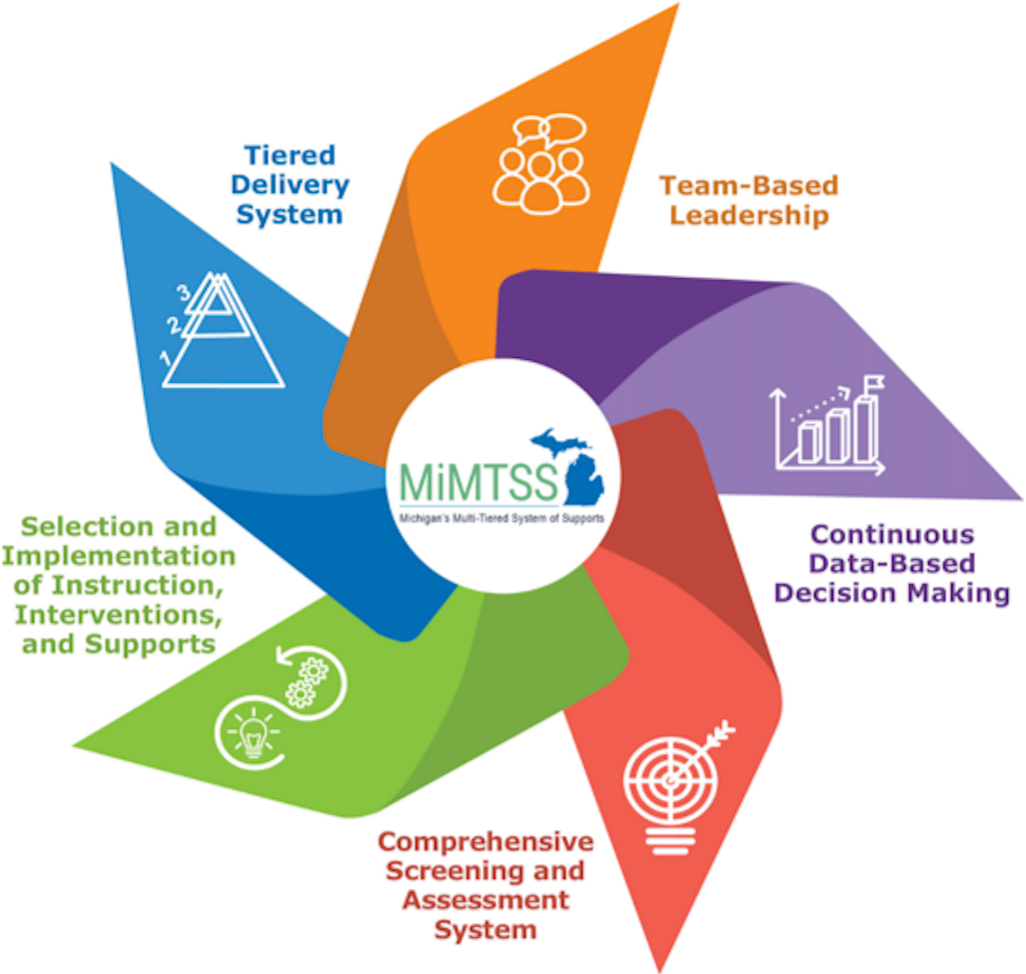 Tiered
Delivery
System
Team-Based
Leadership
3
2
1
MiMTSS
Michigan's Multi-Tiered System of Supports
Selection and
Implementation
of Instruction,
Interventions,
and Supports
Continuous
Data-Based
Decision Making
Comprehensive
Screening and
Assessment
System